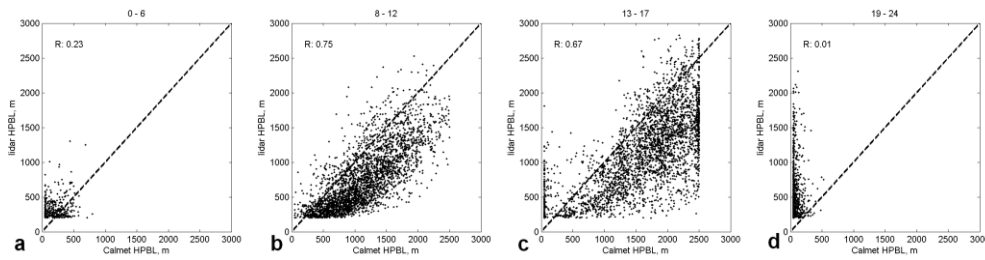 0 - 6
R: 0.23
3000
2500
2000
1500
1000
500
0
lidar HPBL, m
0 500 1000 1500 2000 2500 3000
Calmet HPBL, m
a
8 - 12
R: 0.75
3000
2500
2000
1500
1000
500
0
lidar HPBL, m
0 500 1000 1500 2000 2500 3000
Calmet HPBL, m
b
13 - 17
R: 0.67
3000
2500
2000
1500
1000
500
0
lidar HPBL, m
0 500 1000 1500 2000 2500 3000
Calmet HPBL, m
c
19 - 24
R: 0.01
3000
2500
2000
1500
1000
500
0
lidar HPBL, m
0 500 1000 1500 2000 2500 300
Calmet HPBL, m
d